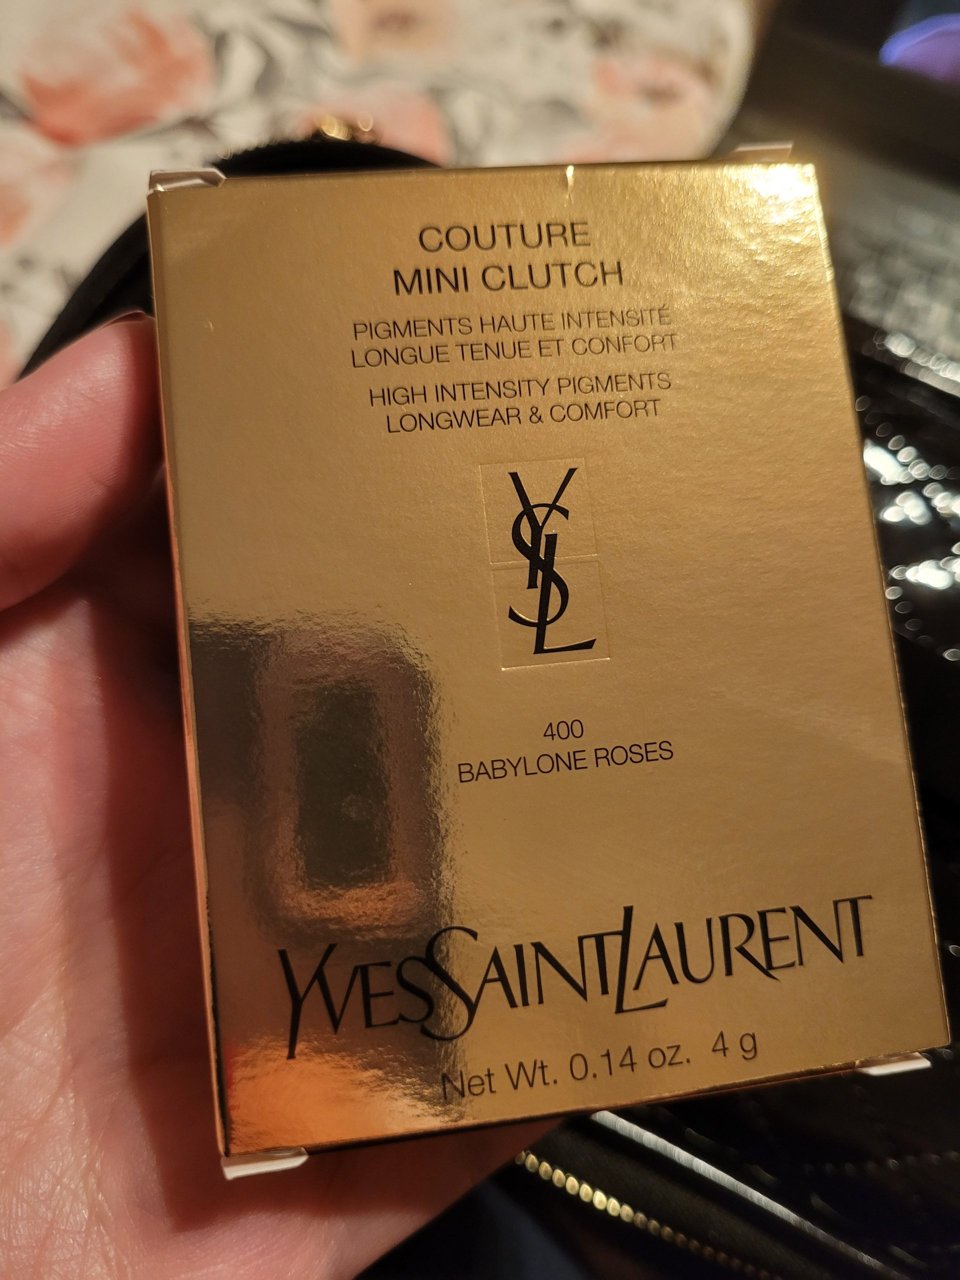 COUTURE
MINI CLUTCH
PIGMENTS HAUTE INTENSITÉ
LONGUE TENUE ET CONFORT
HIGH INTENSITY PIGMENTS
LONGWEAR & COMFORT
YSL
400
BABYLONE ROSES
YVESSAINTLAURENT
Net Wt. 0.14 oz. 4 g